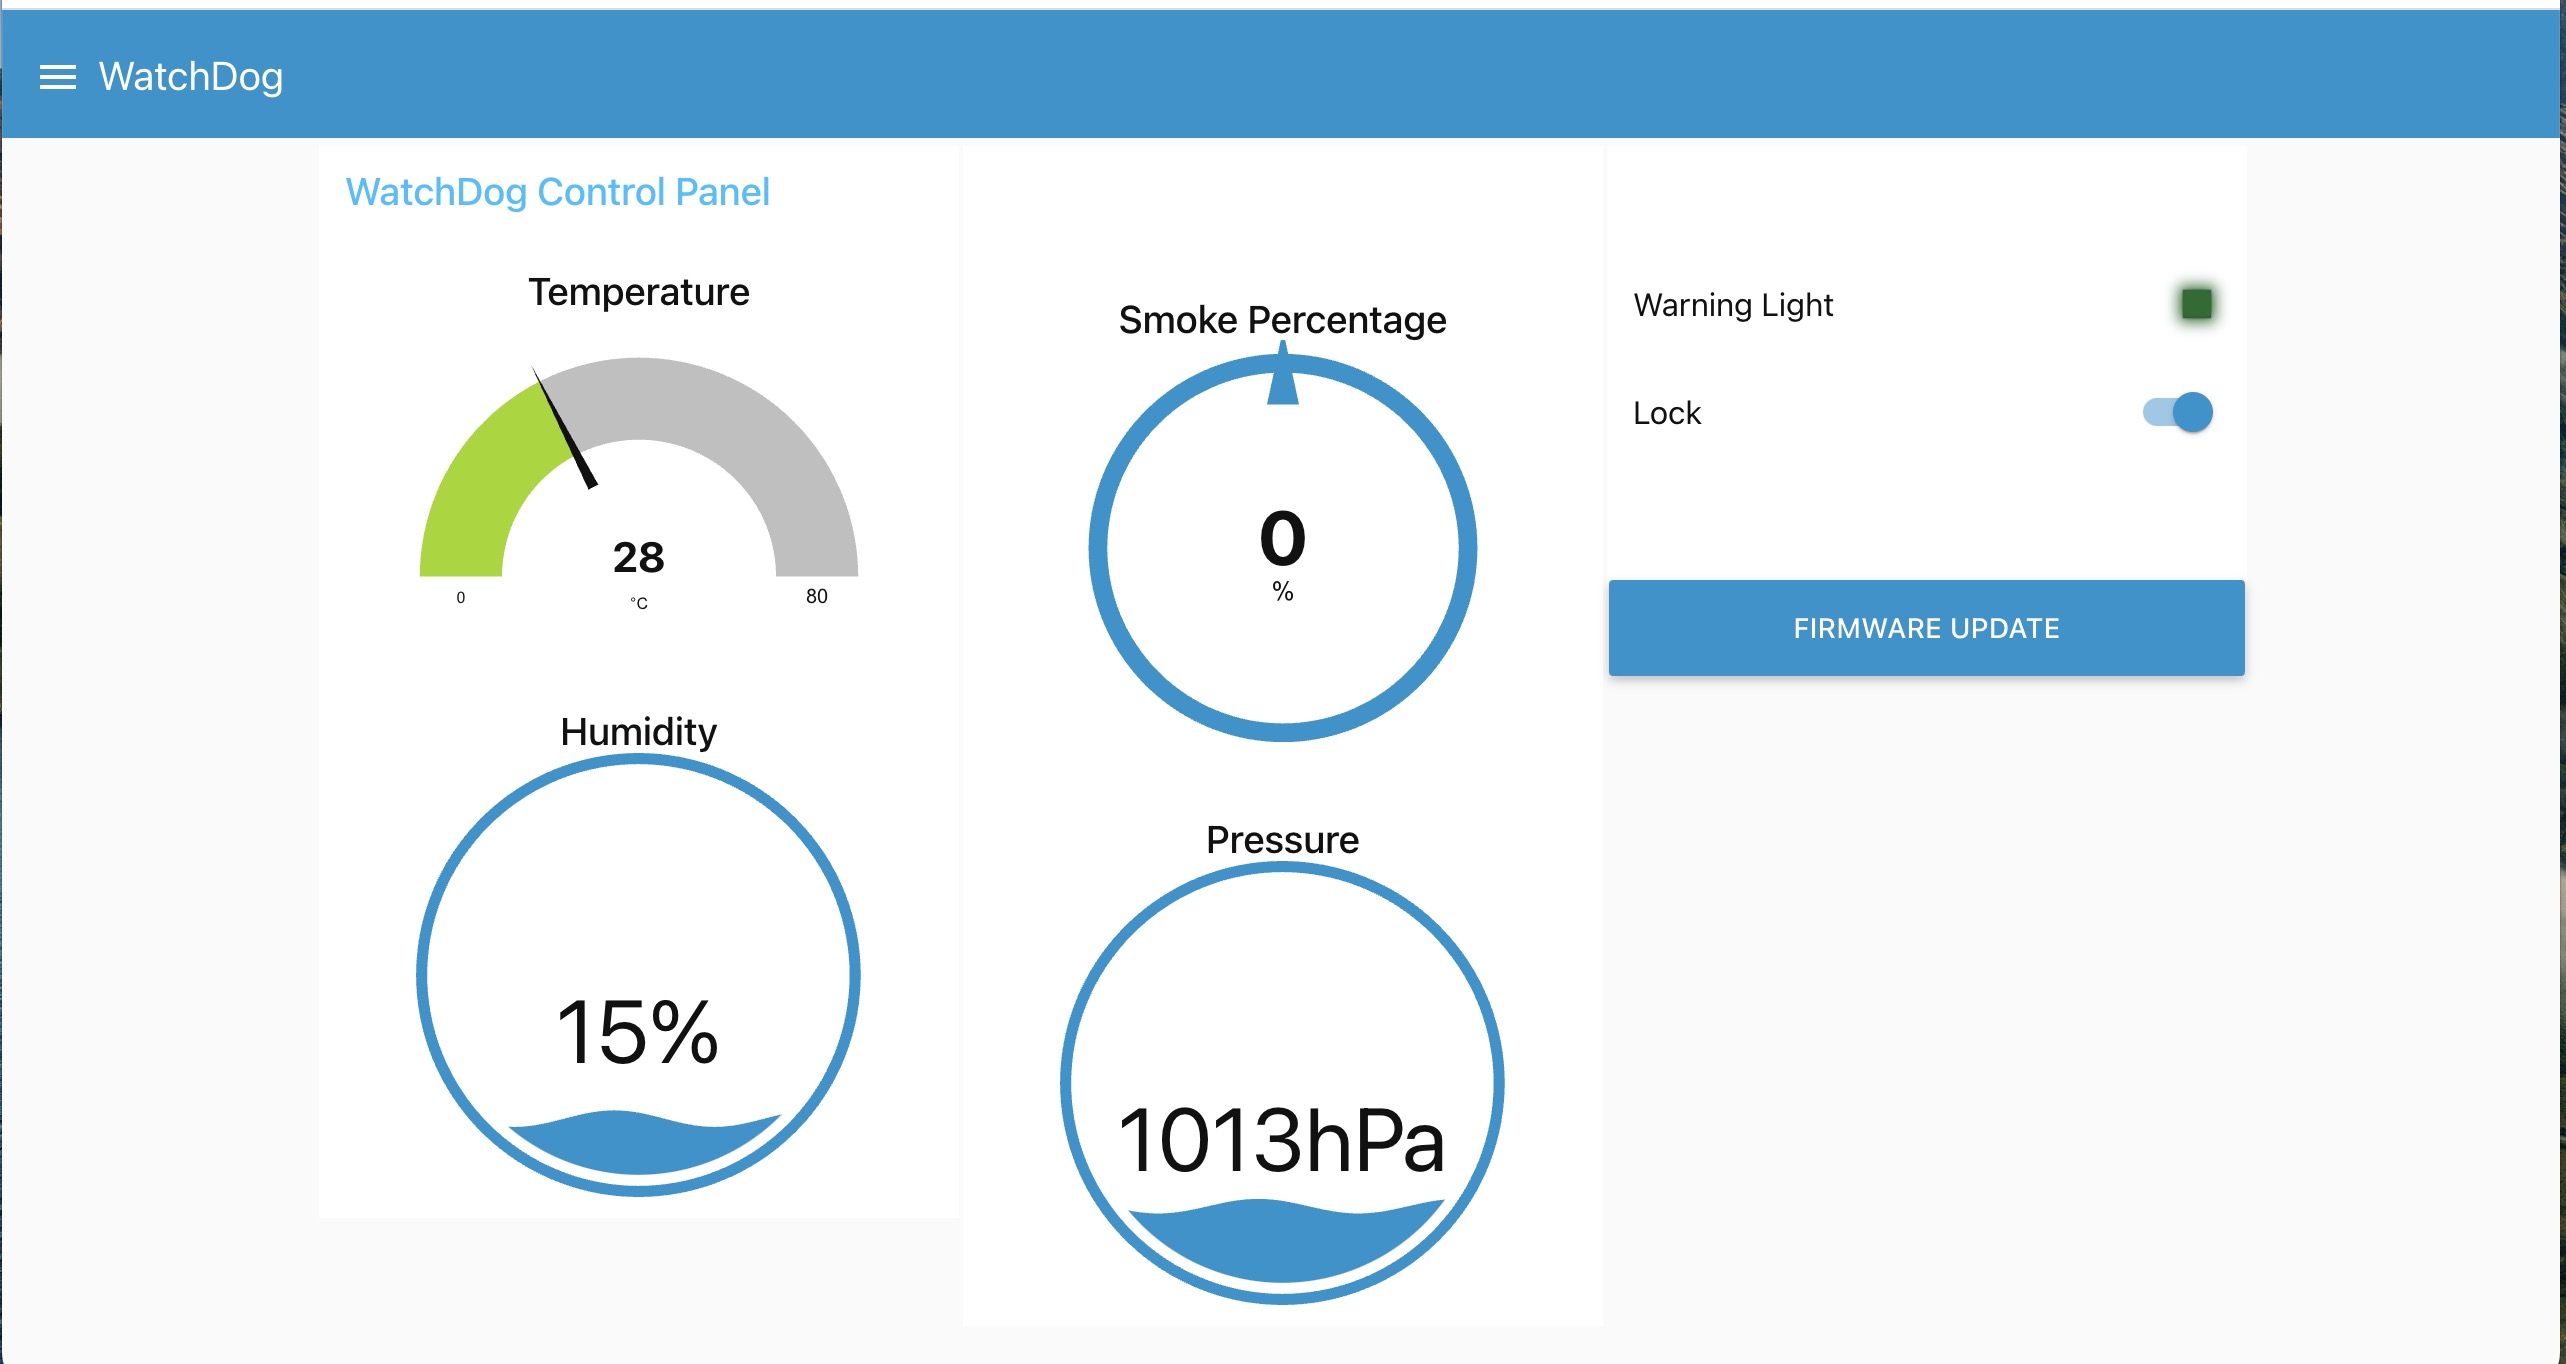 WatchDog
WatchDog Control Panel
Temperature
28
0
°C
80
Humidity
15%
Smoke Percentage
0
%
Pressure
1013hPa
Warning Light
Lock
FIRMWARE UPDATE